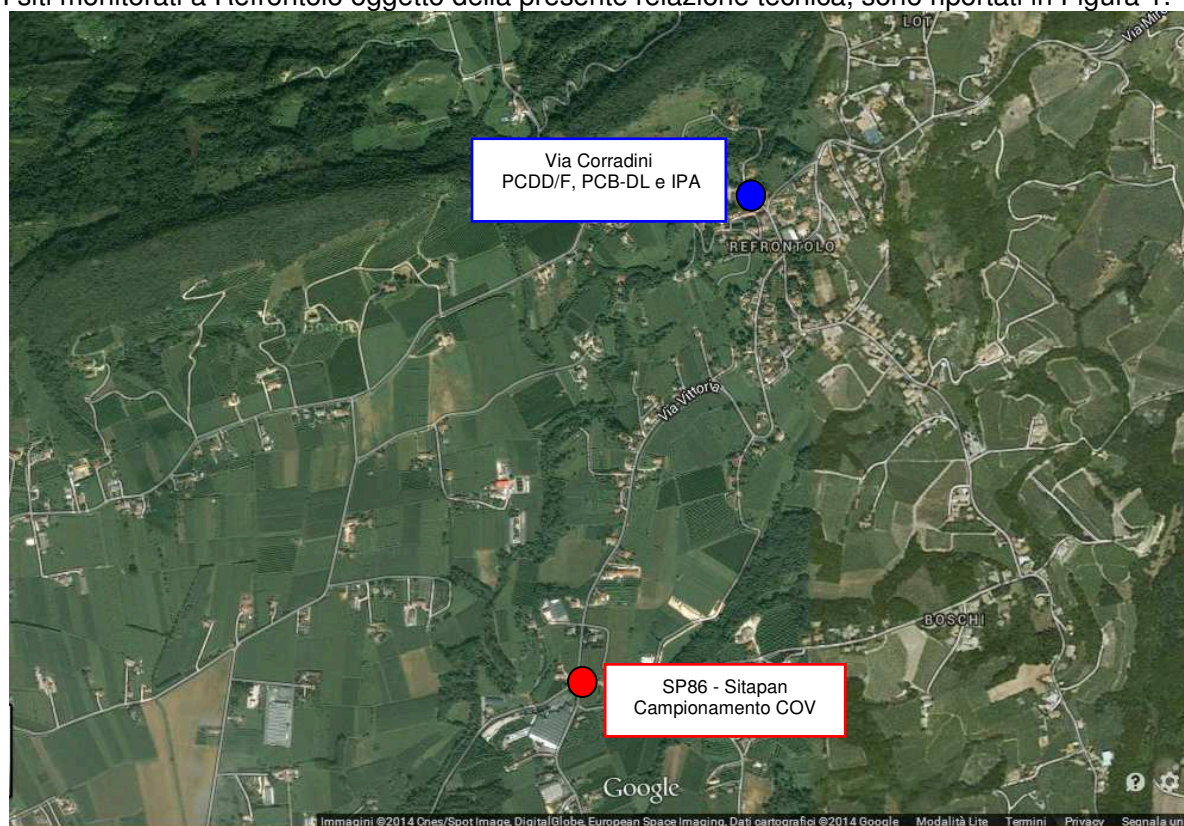 I siti monitorati a Refrontolo oggetto della presente relazione tecnica, sono riportati in Figura 1.
LOT
Via Mire
Via Corradini
PCDD/F, PCB-DL e IPA
REFRONTOLO
Via Vittoria
BOSCHI
SP86 - Sitapan
Campionamento COV
Google
Immagini ©2014 Cnes/Spot Image, DigitalGlobe, European Space Imaging, Dati cartografici ©2014 Google Modalità Lite Termini Privacy Segnala un